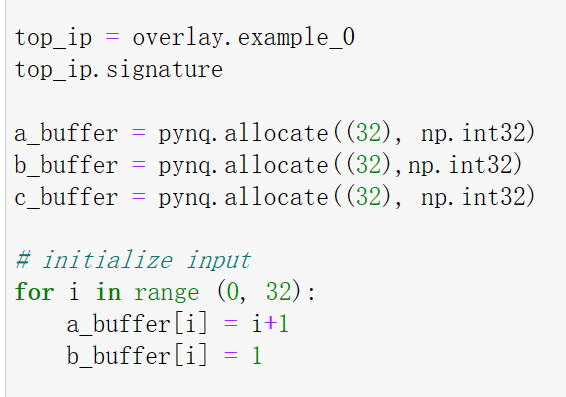 top_ip = overlay.example_0
top_ip.signature
a_buffer = pynq.allocate((32), np.int32)
b_buffer = pynq.allocate((32),np.int32)
c_buffer = pynq.allocate((32), np.int32)
# initialize input
for i in range (0, 32):
    a_buffer[i] = i+1
    b_buffer[i] = 1